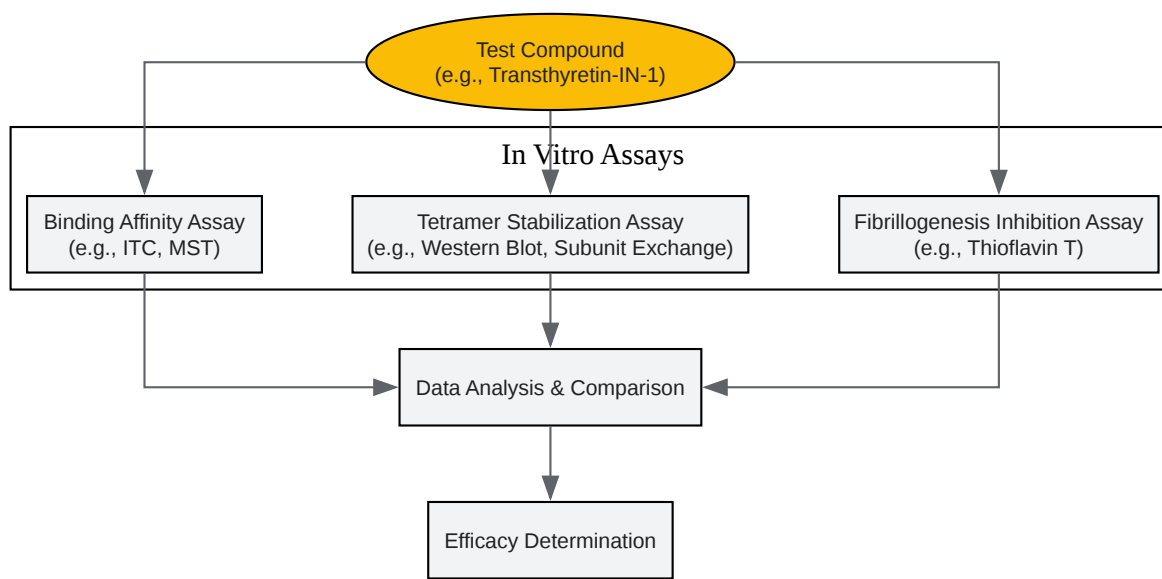 Test Compound
(e.g., Transthyretin-IN-1)
In Vitro Assays
Binding Affinity Assay
(e.g., ITC, MST)
Tetramer Stabilization Assay
(e.g., Western Blot, Subunit Exchange)
Fibrillogenesis Inhibition Assay
(e.g., Thioflavin T)
Data Analysis & Comparison
Efficacy Determination